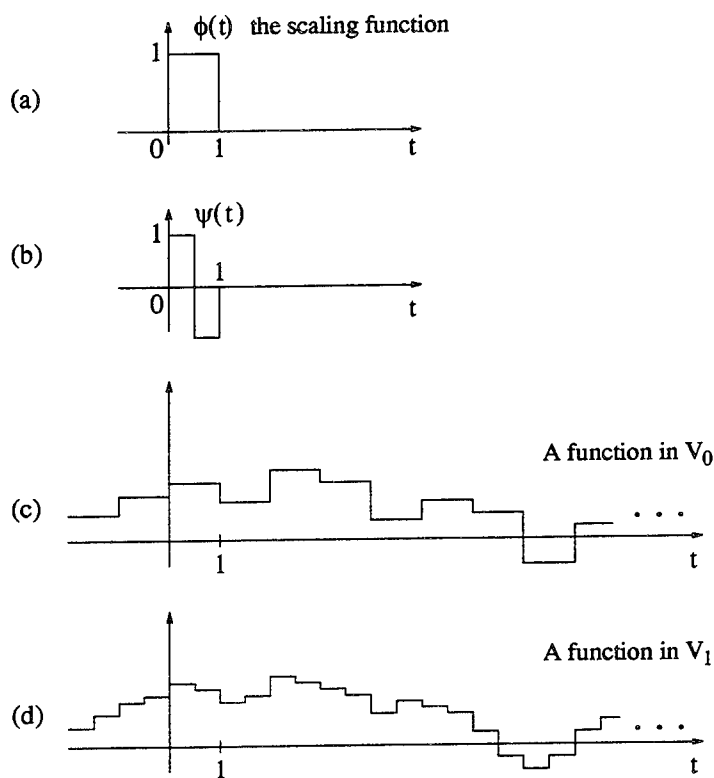 ϕ(t) the scaling function
1
(a)
0 1 t
ψ(t)
1
(b)
1
0
t
A function in V₀
(c)
. . .
1 t
A function in V₁
(d)
. . .
1 t